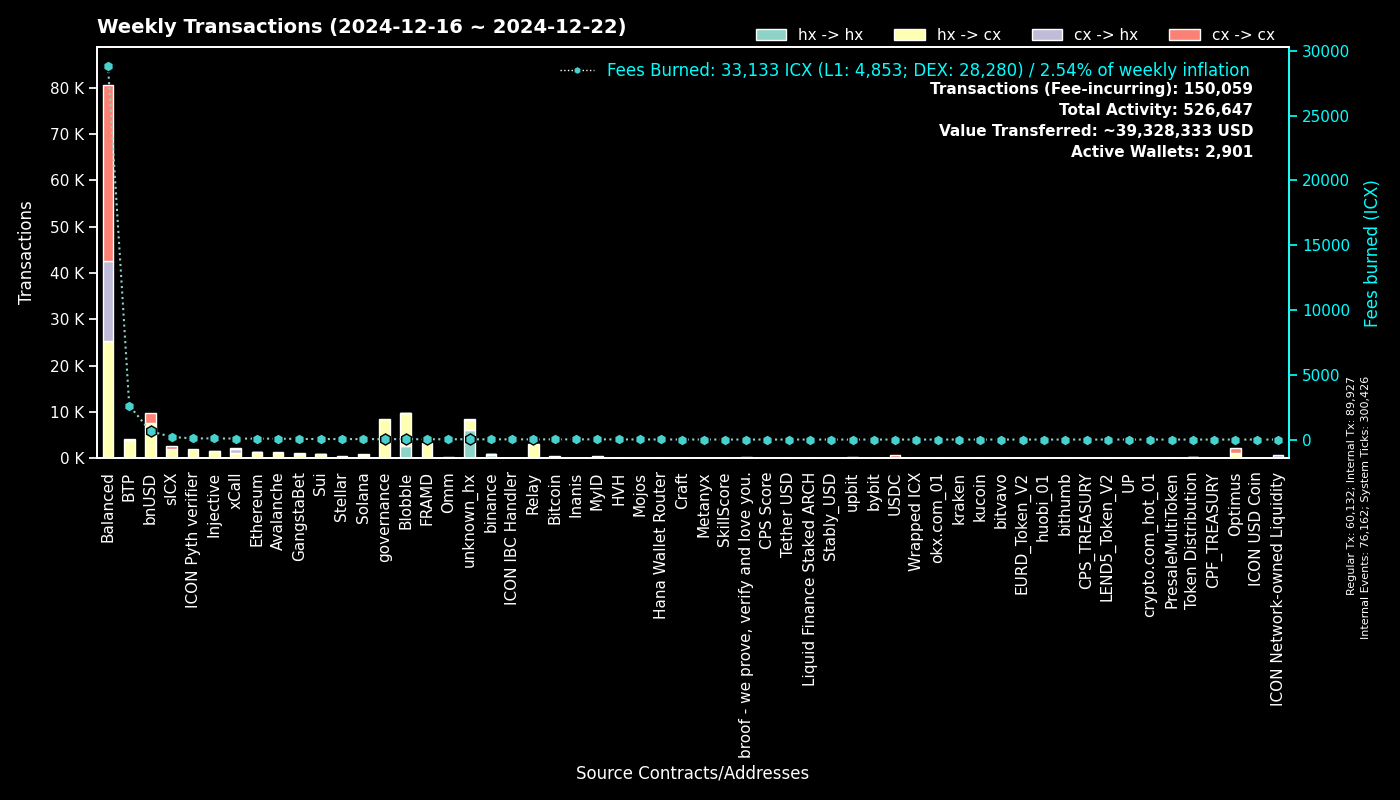 Weekly Transactions (2024-12-16 ~ 2024-12-22)
hx -> hx
hx -> cx
cx -> hx
cx -> cx
Fees Burned: 33,133 ICX (L1: 4,853; DEX: 28,280) / 2.54% of weekly inflation
Transactions (Fee-incurring): 150,059
Total Activity: 526,647
Value Transferred: ~39,328,333 USD
Active Wallets: 2,901
Transactions
80 K
70 K
60 K
50 K
40 K
30 K
20 K
10 K
0 K
30000
25000
20000
15000
10000
5000
0
Fees burned (ICX)
Regular Tx: 60,132; Internal Tx: 89,927
Internal Events: 76,162; System Ticks: 300,426
Balanced
BTP
bnUSD
sICX
ICON Pyth verifier
Injective
xCall
Ethereum
Avalanche
GangstaBet
Sui
Stellar
Solana
governance
Blobble
FRAMD
Omm
unknown_hx
binance
ICON IBC Handler
Relay
Bitcoin
Inanis
MyID
HVH
Mojos
Hana Wallet Router
Craft
Metanyx
SkillScore
broof - we prove, verify and love you.
CPS Score
Tether USD
Liquid Finance Staked ARCH
Stably_USD
upbit
bybit
USDC
Wrapped ICX
okx.com_01
kraken
kucoin
bitvavo
EURD_Token_V2
huobi_01
bithumb
CPS_TREASURY
LEND5_Token_V2
UP
crypto.com_hot_01
PresaleMultiToken
Token Distribution
CPF_TREASURY
Optimus
ICON USD Coin
ICON Network-owned Liquidity
Source Contracts/Addresses